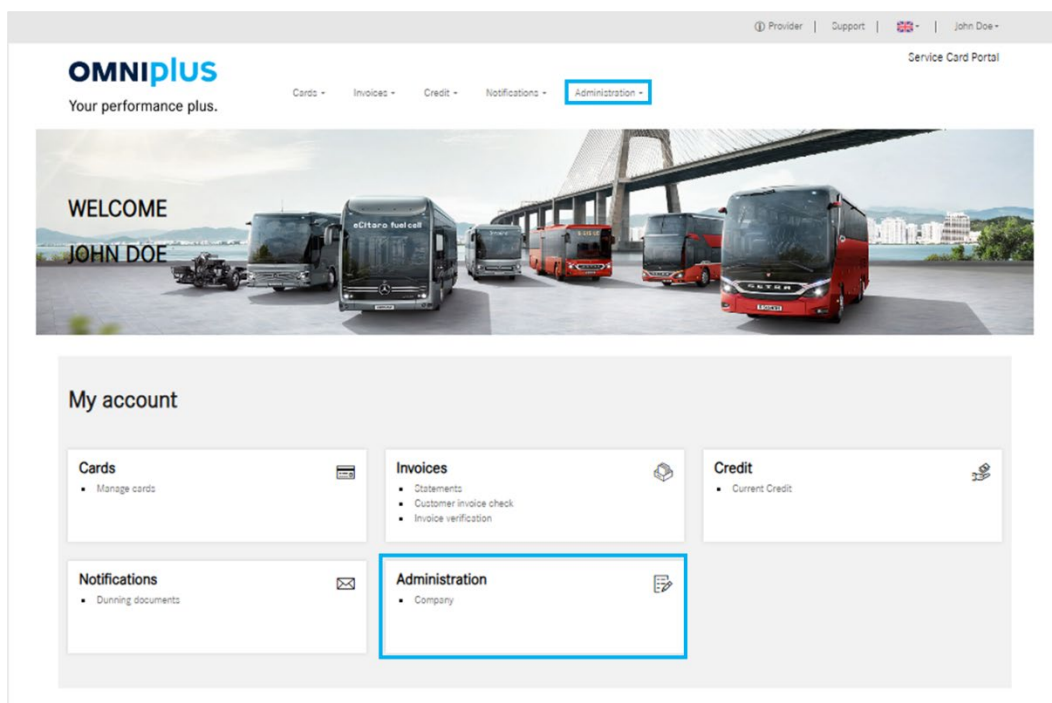 Provider | Support | John Doe
Service Card Portal
OMNIplus
Your performance plus.
Cards Invoices Credit Notifications Administration
WELCOME
JOHN DOE
eCitaro fuel cell
SETRA
My account
Cards
Manage cards
Invoices
Statements
Customer invoice check
Invoice verification
Credit
Current Credit
Notifications
Dunning documents
Administration
Company